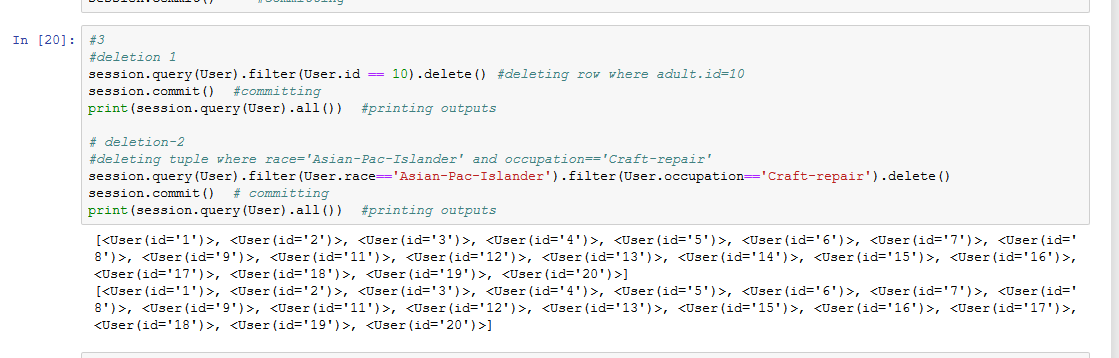 session.commit()    #committing
In [20]: #3
#deletion 1
session.query(User).filter(User.id == 10).delete() #deleting row where adult.id=10
session.commit()  #committing
print(session.query(User).all())  #printing outputs
# deletion-2
#deleting tuple where race='Asian-Pac-Islander' and occupation=='Craft-repair'
session.query(User).filter(User.race=='Asian-Pac-Islander').filter(User.occupation=='Craft-repair').delete()
session.commit()  # committing
print(session.query(User).all())  #printing outputs
[<User(id='1')>, <User(id='2')>, <User(id='3')>, <User(id='4')>, <User(id='5')>, <User(id='6')>, <User(id='7')>, <User(id='
8')>, <User(id='9')>, <User(id='11')>, <User(id='12')>, <User(id='13')>, <User(id='14')>, <User(id='15')>, <User(id='16')>,
<User(id='17')>, <User(id='18')>, <User(id='19')>, <User(id='20')>]
[<User(id='1')>, <User(id='2')>, <User(id='3')>, <User(id='4')>, <User(id='5')>, <User(id='6')>, <User(id='7')>, <User(id='
8')>, <User(id='9')>, <User(id='11')>, <User(id='12')>, <User(id='13')>, <User(id='15')>, <User(id='16')>, <User(id='17')>,
<User(id='18')>, <User(id='19')>, <User(id='20')>]